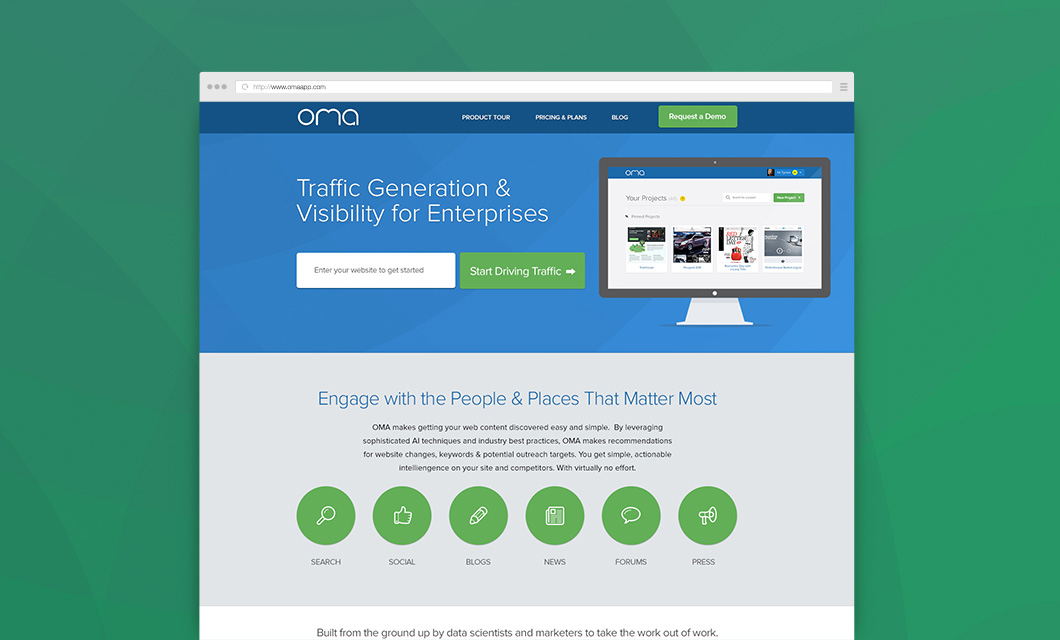 http://www.omaapp.com
oma
PRODUCT TOUR
PRICING & PLANS
BLOG
Request a Demo
Traffic Generation &
Visibility for Enterprises
Enter your website to get started
Start Driving Traffic
oma
Your Projects
New Project
Pinned Projects
RED
LETTER
DAY
Engage with the People & Places That Matter Most
OMA makes getting your web content discovered easy and simple. By leveraging
sophisticated AI techniques and industry best practices, OMA makes recommendations
for website changes, keywords & potential outreach targets. You get simple, actionable
intelliengence on your site and competitors. With virtually no effort.
SEARCH
SOCIAL
BLOGS
NEWS
FORUMS
PRESS
Built from the ground up by data scientists and marketers to take the work out of work.